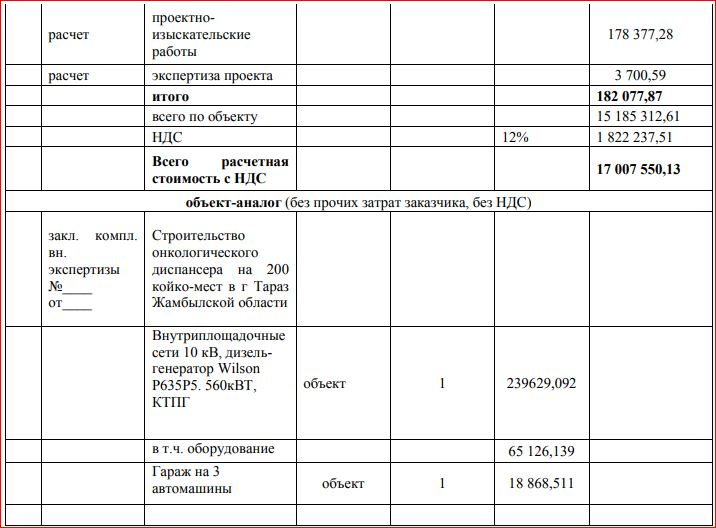 проектно-
расчет изыскательские 178 377,28
работы
расчет экспертиза проекта 3 700,59
итого 182 077,87
всего по объекту 15 185 312,61
НДС 12% 1 822 237,51
Всего расчетная
стоимость с НДС 17 007 550,13
объект-аналог (без прочих затрат заказчика, без НДС)
закл. компл. Строительство
вн. онкологического
экспертизы диспансера на 200
№____ койко-мест в г Тараз
от____ Жамбылской области
Внутриплощадочные
сети 10 кВ, дизель-
генератор Wilson
P635P5. 560кВТ, объект 1 239629,092
КТПГ
в т.ч. оборудование 65 126,139
Гараж на 3
автомашины объект 1 18 868,511